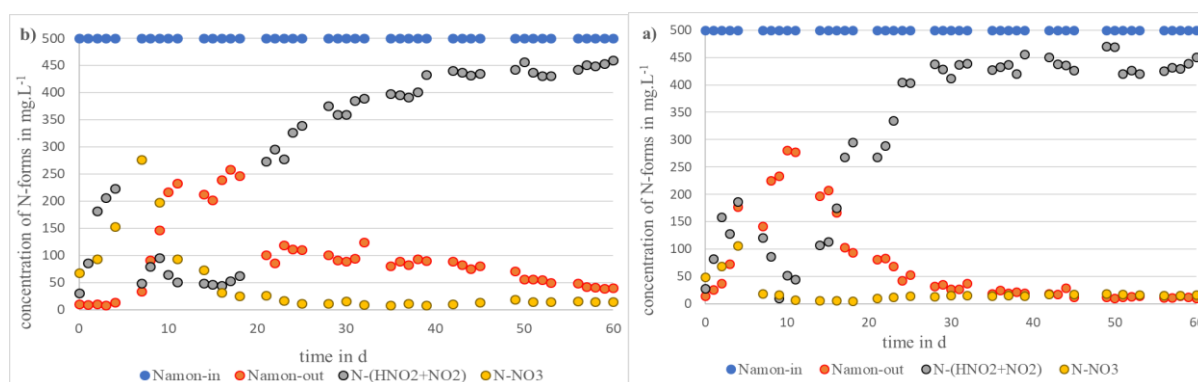 b)
concentration of N-forms in mg.L-1
500
450
400
350
300
250
200
150
100
50
0
0 10 20 30 40 50 60
time in d
Namon-in Namon-out N-(HNO2+NO2) N-NO3
a)
concentration of N-forms in mg.L-1
500
450
400
350
300
250
200
150
100
50
0
0 10 20 30 40 50 60
time in d
Namon-in Namon-out N-(HNO2+NO2) N-NO3